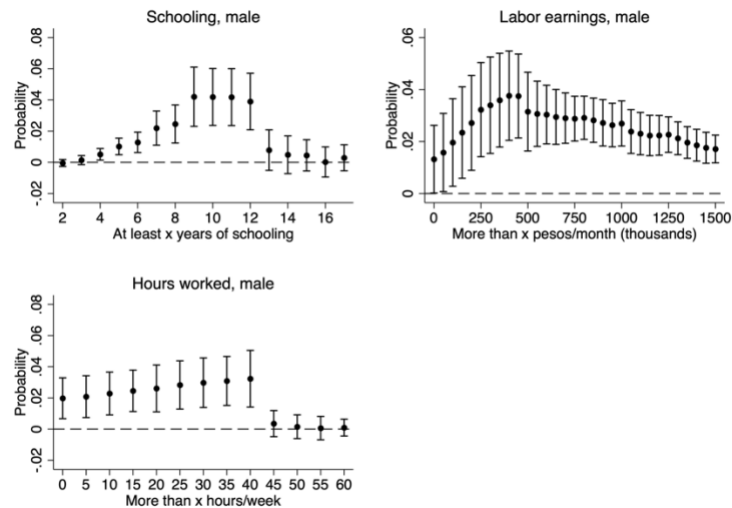 Schooling, male
Probability
.08
.06
.04
.02
0
-.02
2 4 6 8 10 12 14 16
At least x years of schooling
Labor earnings, male
Probability
.06
.04
.02
0
0 250 500 750 1000 1250 1500
More than x pesos/month (thousands)
Hours worked, male
Probability
.08
.06
.04
.02
0
-.02
0 5 10 15 20 25 30 35 40 45 50 55 60
More than x hours/week